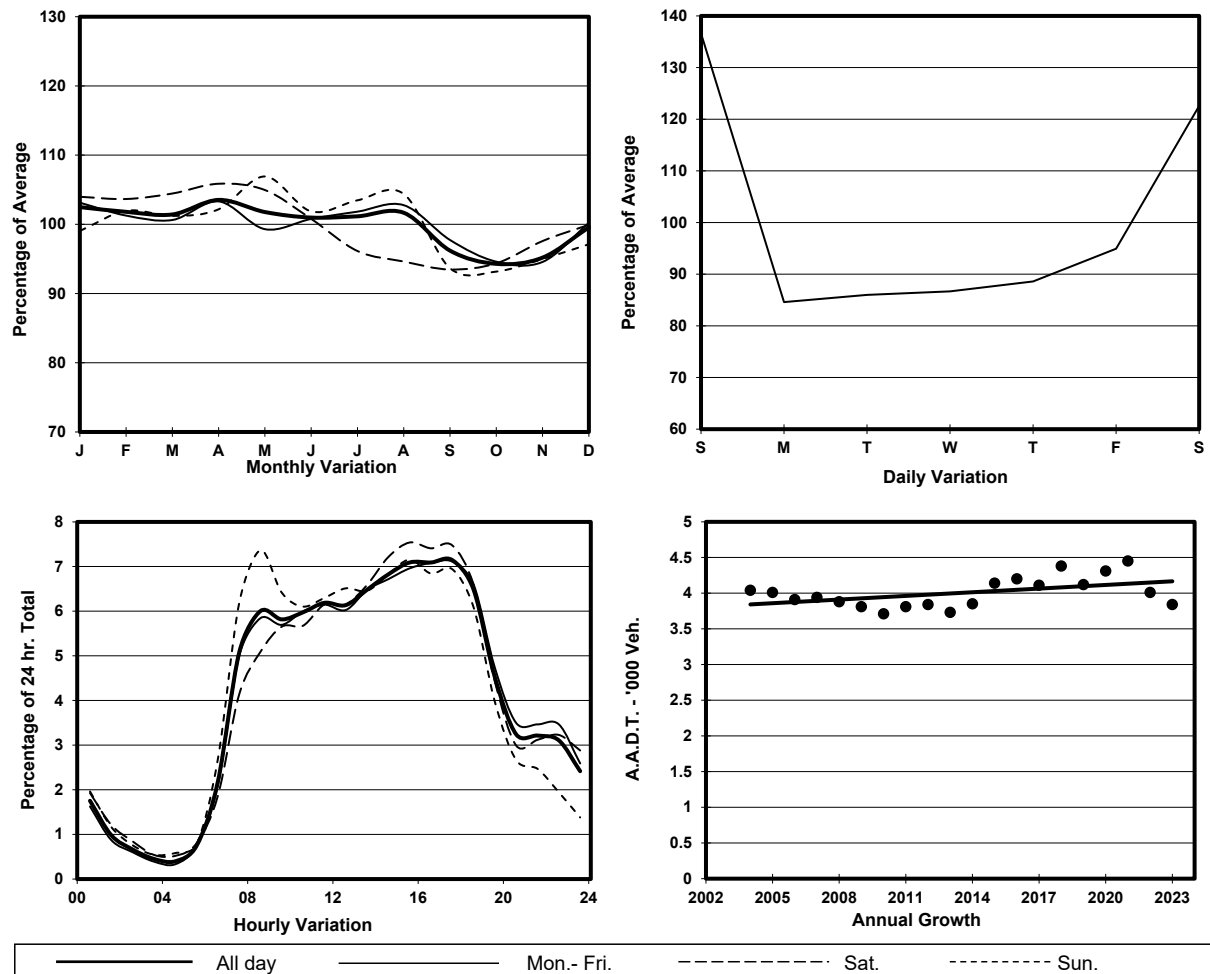 Percentage of Average
130
120
110
100
90
80
70
J F M A M J J A S O N D
Monthly Variation
Percentage of Average
140
130
120
110
100
90
80
70
60
S M T W T F S
Daily Variation
Percentage of 24 hr. Total
8
7
6
5
4
3
2
1
0
00 04 08 12 16 20 24
Hourly Variation
A.A.D.T. - '000 Veh.
5
4.5
4
3.5
3
2.5
2
1.5
1
0.5
0
2002 2005 2008 2011 2014 2017 2020 2023
Annual Growth
All day Mon.- Fri. Sat. Sun.